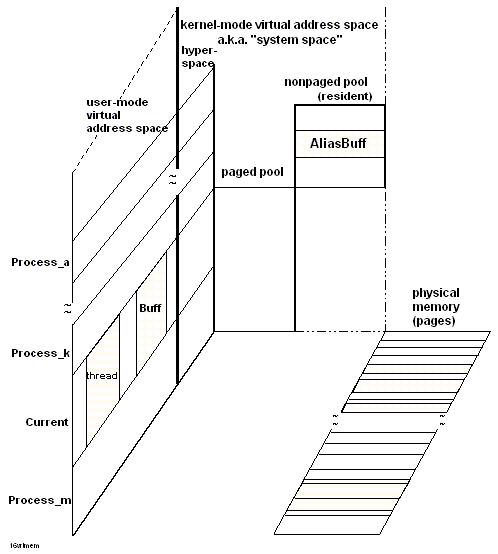 kernel-mode virtual address space
a.k.a. "system space"
hyper-
space
nonpaged pool
(resident)
user-mode
virtual
address space
AliasBuff
paged pool
Process_a
physical
memory
(pages)
Buff
Process_k
thread
Current
Process_m